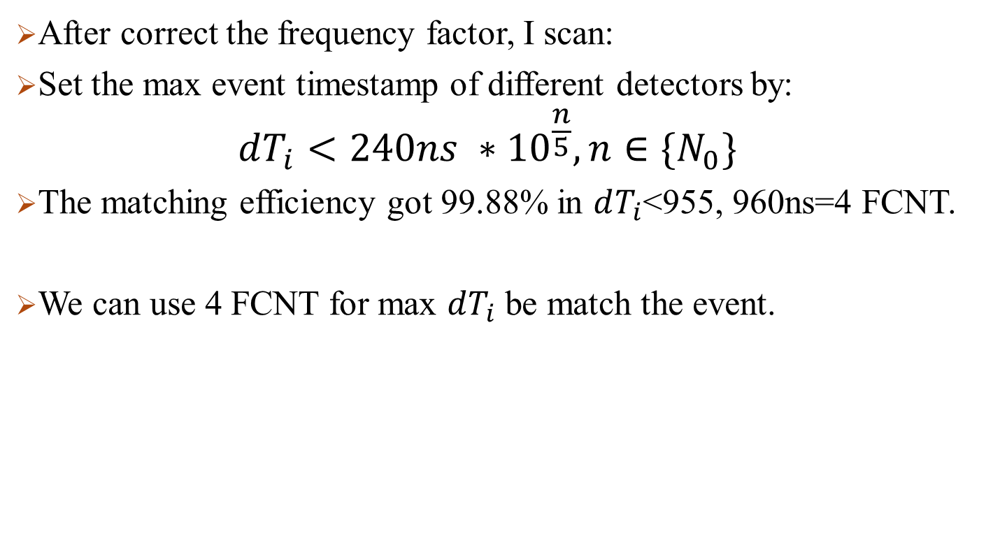 ➢After correct the frequency factor, I scan:
➢Set the max event timestamp of different detectors by:
$dT_i < 240ns * 10^{\frac{n}{5}}, n \in \{N_0\}$
➢The matching efficiency got 99.88% in $dT_i$<955, 960ns=4 FCNT.
➢We can use 4 FCNT for max $dT_i$ be match the event.